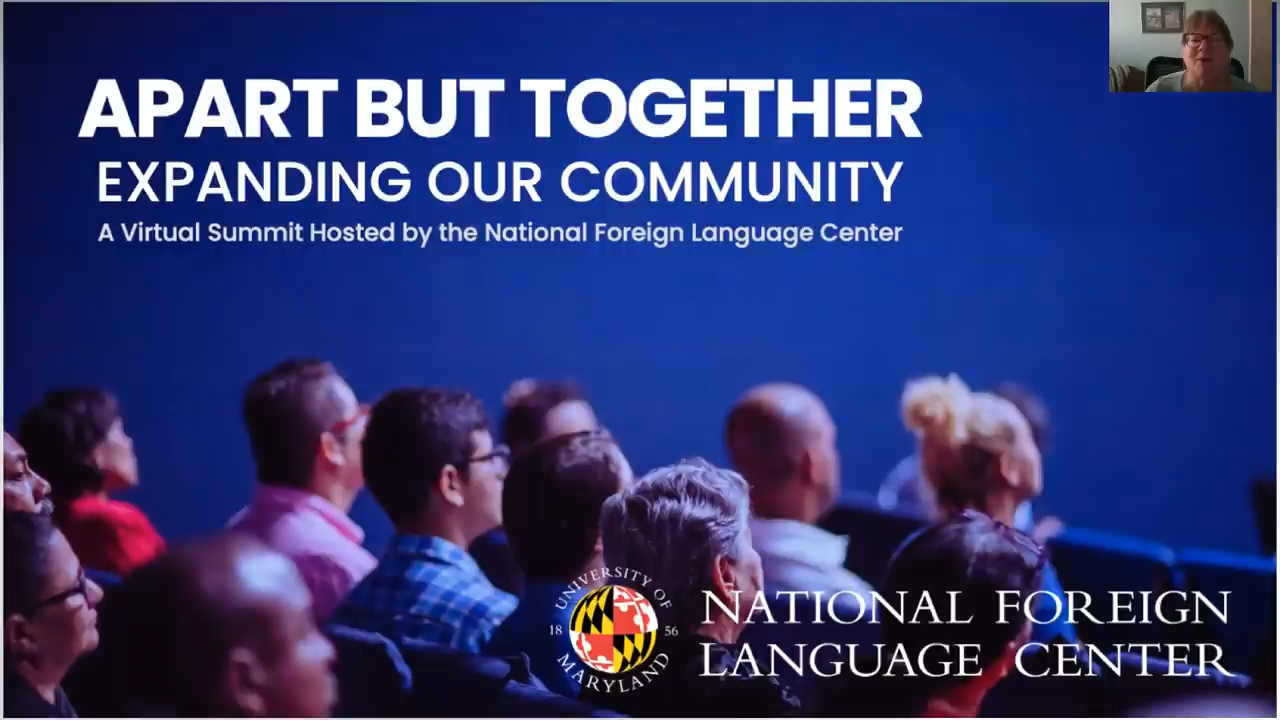 APART BUT TOGETHER
EXPANDING OUR COMMUNITY
A Virtual Summit Hosted by the National Foreign Language Center
UNIVERSITY OF
18 56
MARYLAND
NATIONAL FOREIGN
LANGUAGE CENTER